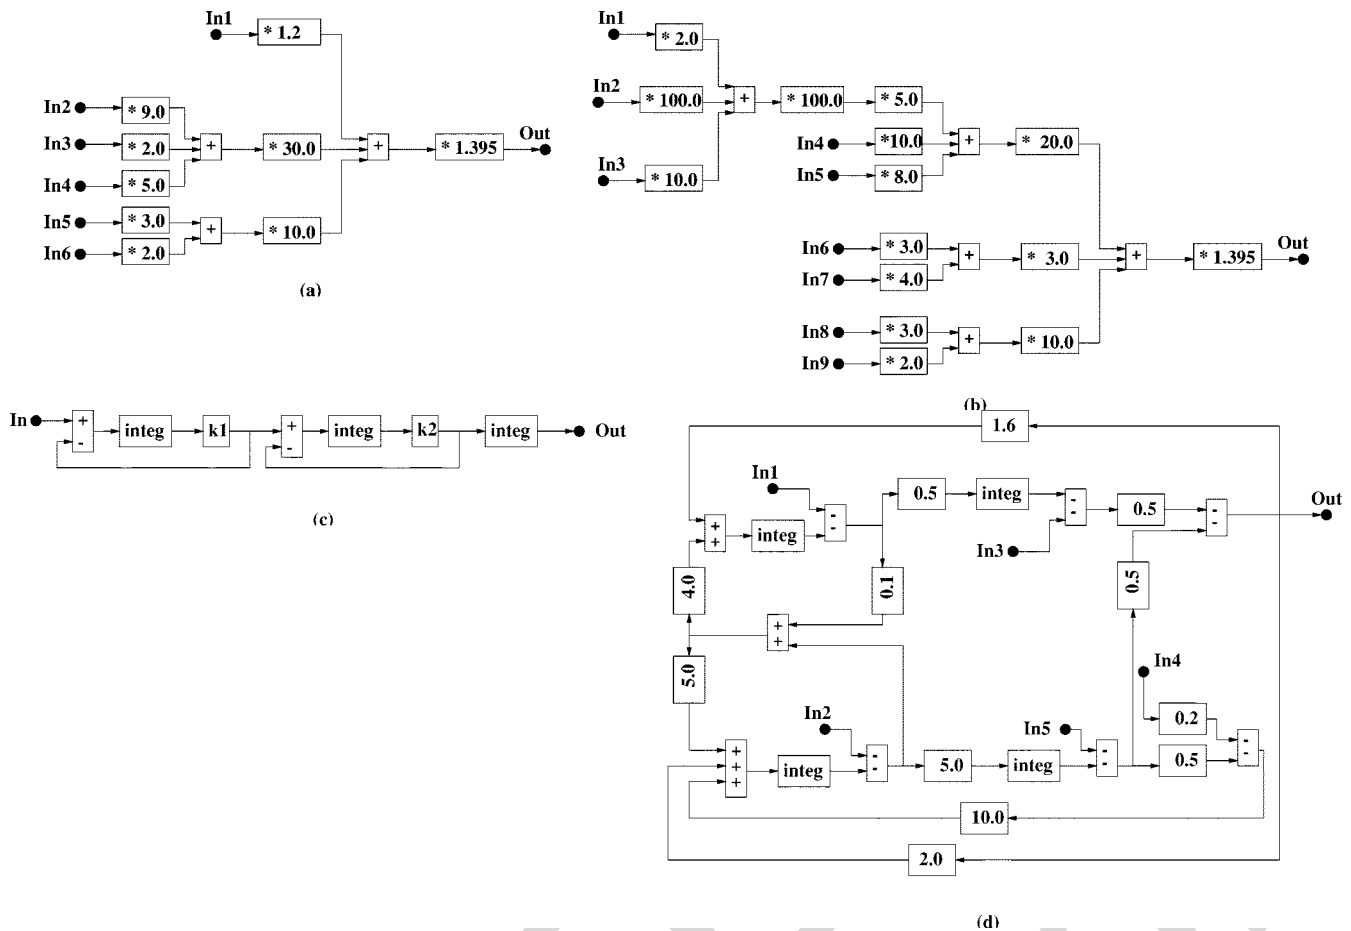 In1
* 1.2
In2
* 9.0
In3
* 2.0
+
* 30.0
+
* 1.395
Out
In4
* 5.0
In5
* 3.0
+
* 10.0
In6
* 2.0
(a)
In1
* 2.0
In2
* 100.0
+
* 100.0
* 5.0
In4
*10.0
+
* 20.0
In3
* 10.0
In5
* 8.0
In6
* 3.0
+
* 3.0
+
* 1.395
Out
In7
* 4.0
In8
* 3.0
+
* 10.0
In9
* 2.0
(b)
In
+
-
integ
k1
+
-
integ
k2
integ
Out
(c)
1.6
In1
0.5
integ
-
-
0.5
-
-
Out
+
+
integ
-
-
In3
4.0
0.1
0.5
+
+
5.0
In4
In2
In5
0.2
-
-
+
+
+
integ
-
-
5.0
integ
-
-
0.5
10.0
2.0
(d)